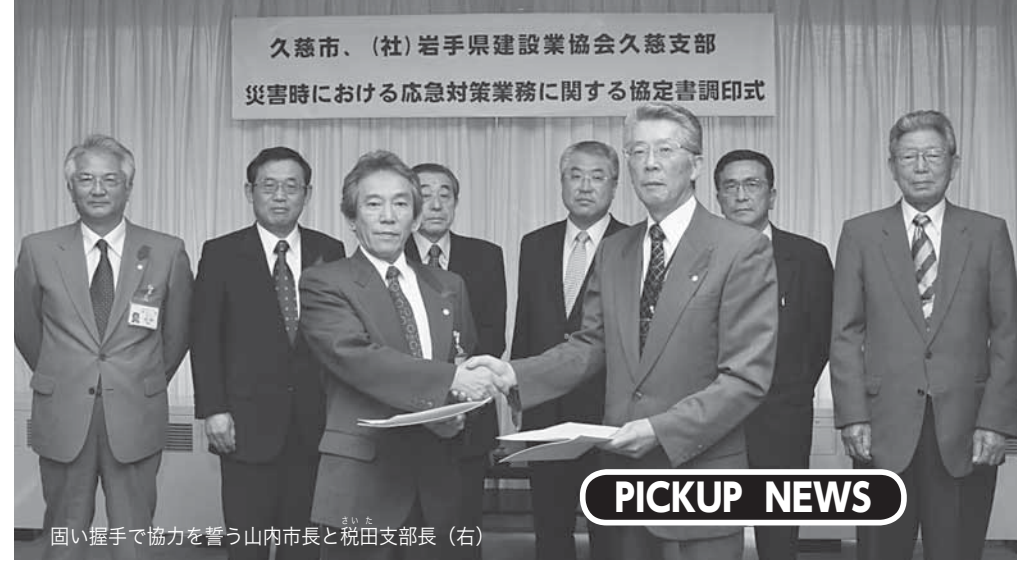 久慈市、(社)岩手県建設業協会久慈支部
災害時における応急対策業務に関する協定書調印式
PICKUP NEWS
さいた
固い握手で協力を誓う山内市長と税田支部長（右）